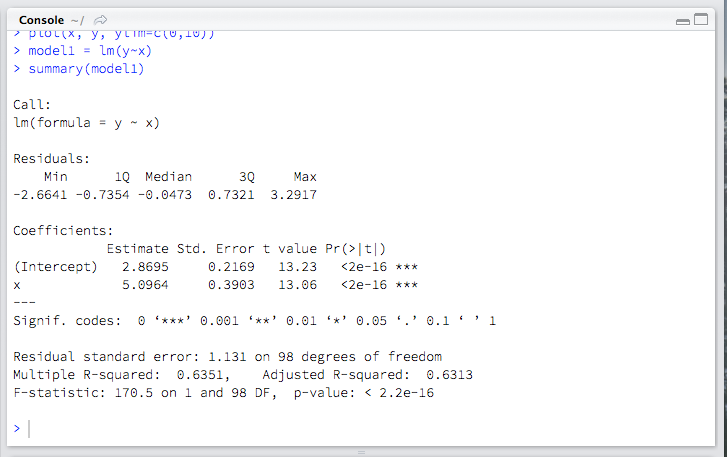 Console ~/
> plot(x, y, ylim=c(0,10))
> model1 = lm(y~x)
> summary(model1)
Call:
lm(formula = y ~ x)
Residuals:
Min 1Q Median 3Q Max
-2.6641 -0.7354 -0.0473 0.7321 3.2917
Coefficients:
Estimate Std. Error t value Pr(>|t|)
(Intercept) 2.8695 0.2169 13.23 <2e-16 ***
x 5.0964 0.3903 13.06 <2e-16 ***
---
Signif. codes: 0 ‘***’ 0.001 ‘**’ 0.01 ‘*’ 0.05 ‘.’ 0.1 ‘ ’ 1
Residual standard error: 1.131 on 98 degrees of freedom
Multiple R-squared: 0.6351, Adjusted R-squared: 0.6313
F-statistic: 170.5 on 1 and 98 DF, p-value: < 2.2e-16
>